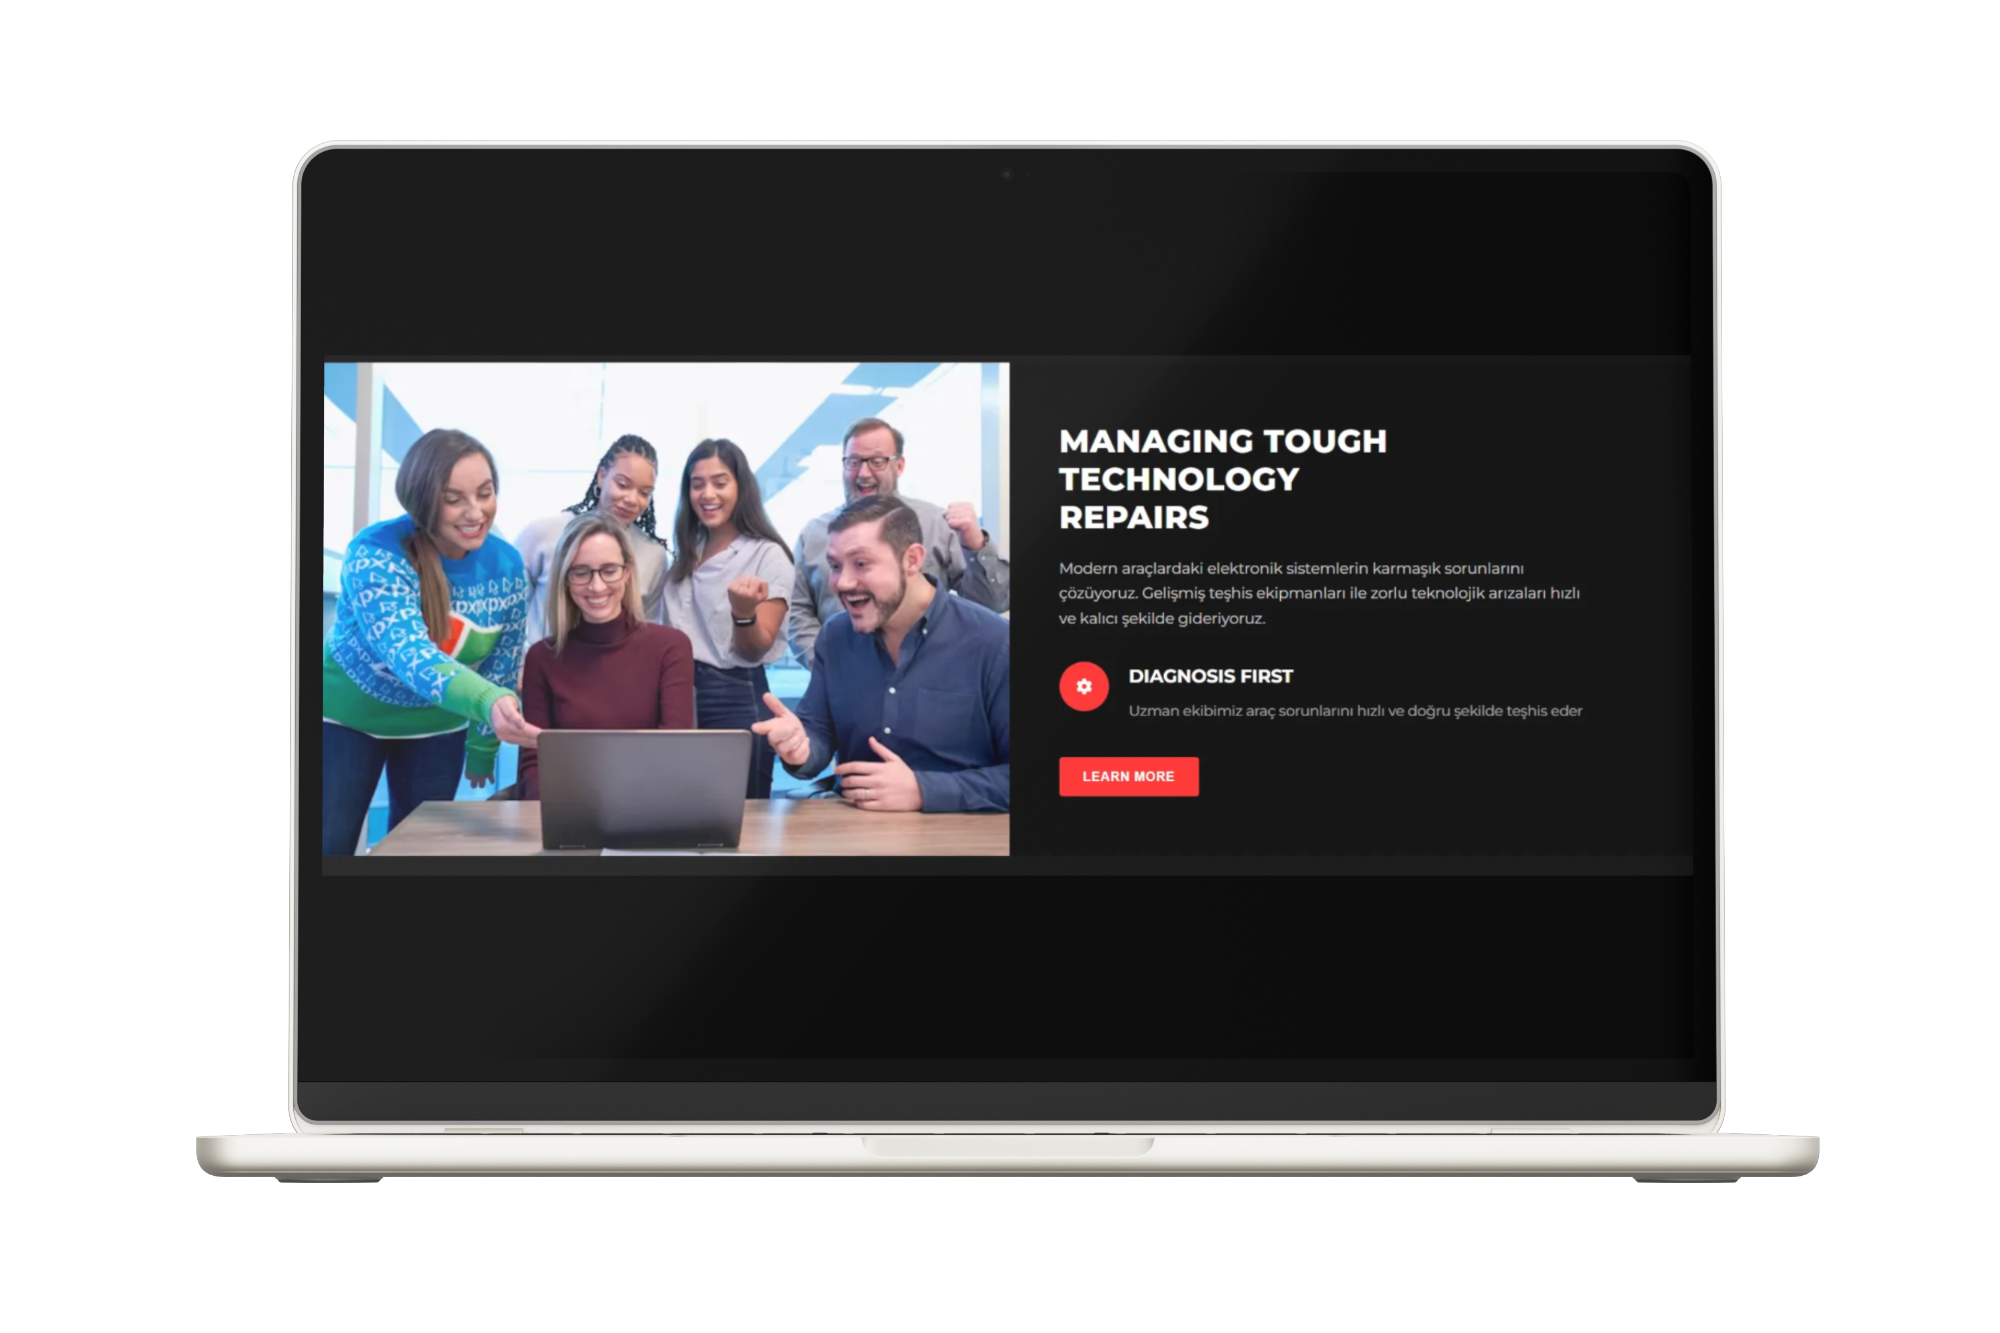 MANAGING TOUGH
TECHNOLOGY
REPAIRS
Modern araçlardaki elektronik sistemlerin karmaşık sorunlarını
çözüyoruz. Gelişmiş teşhis ekipmanları ile zorlu teknolojik arızaları hızlı
ve kalıcı şekilde gideriyoruz.
DIAGNOSIS FIRST
Uzman ekibimiz araç sorunlarını hızlı ve doğru şekilde teşhis eder
LEARN MORE